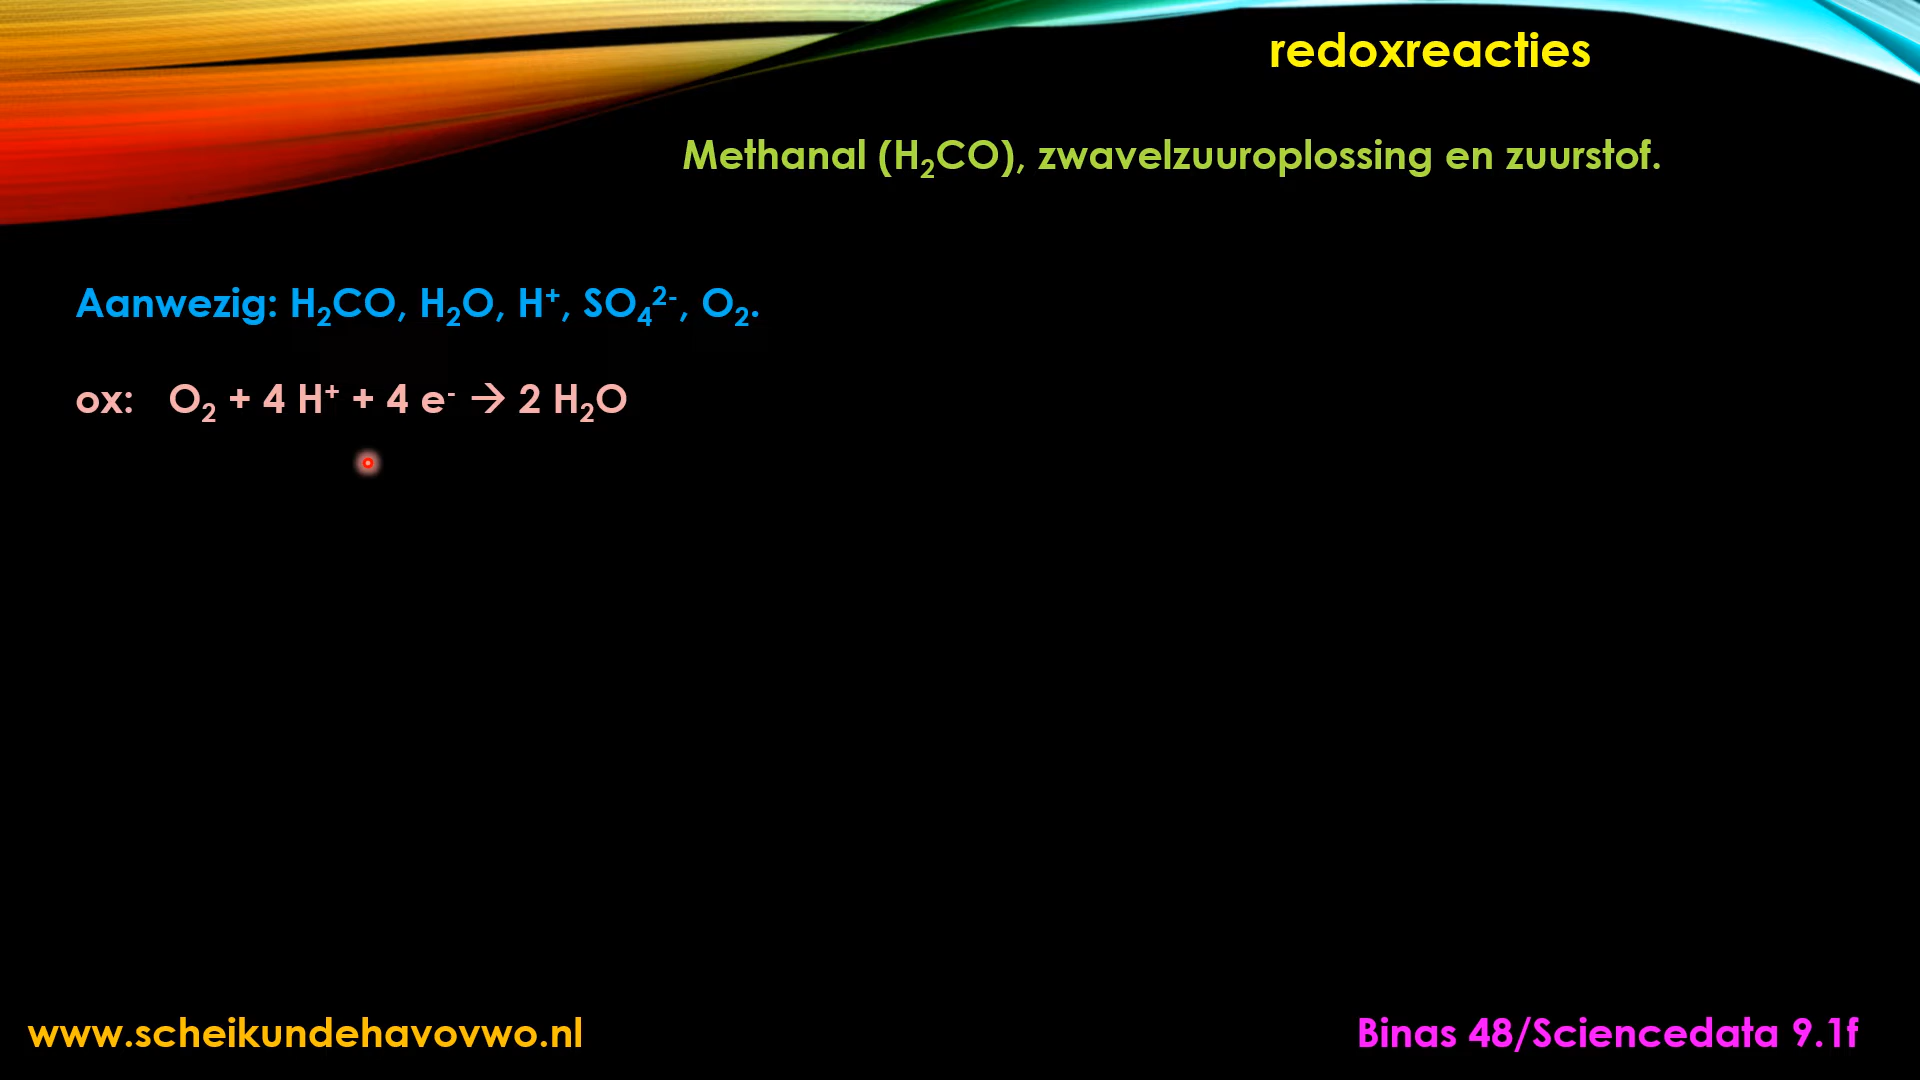 redoxreacties
Methanal (H₂CO), zwavelzuuroplossing en zuurstof.
Aanwezig: H₂CO, H₂O, H⁺, SO₄²⁻, O₂.
ox: O₂ + 4 H⁺ + 4 e⁻ → 2 H₂O
www.scheikundehavovwo.nl
Binas 48/Sciencedata 9.1f